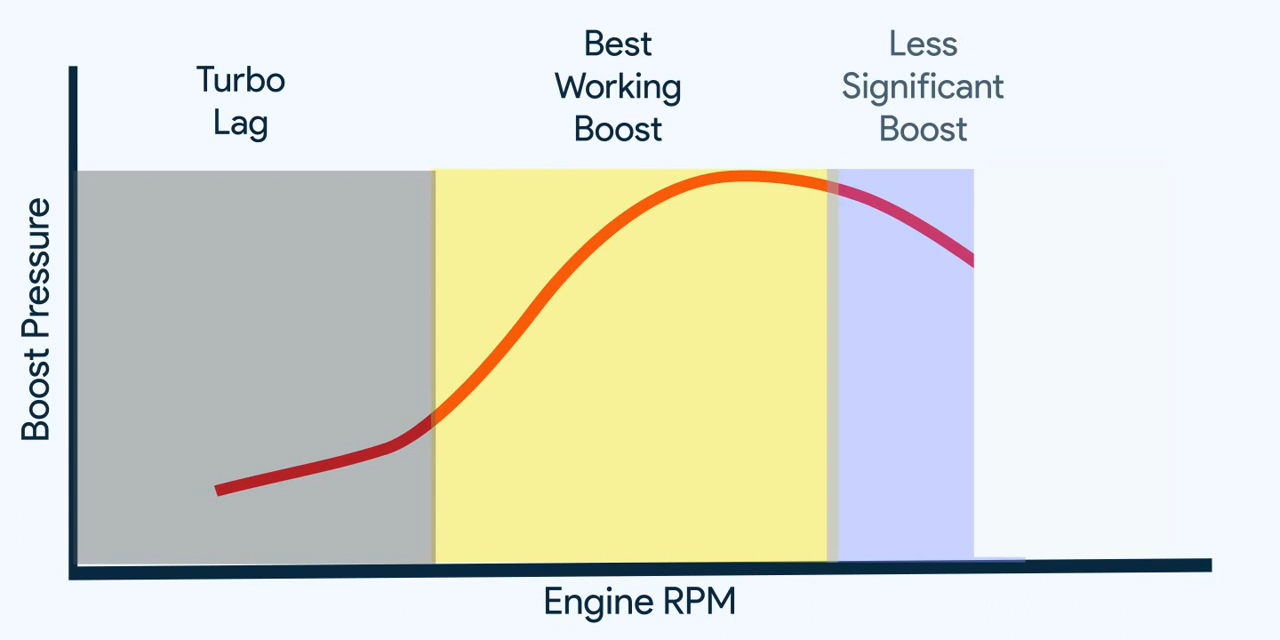 Turbo
Lag
Best
Working
Boost
Less
Significant
Boost
Boost Pressure
Engine RPM